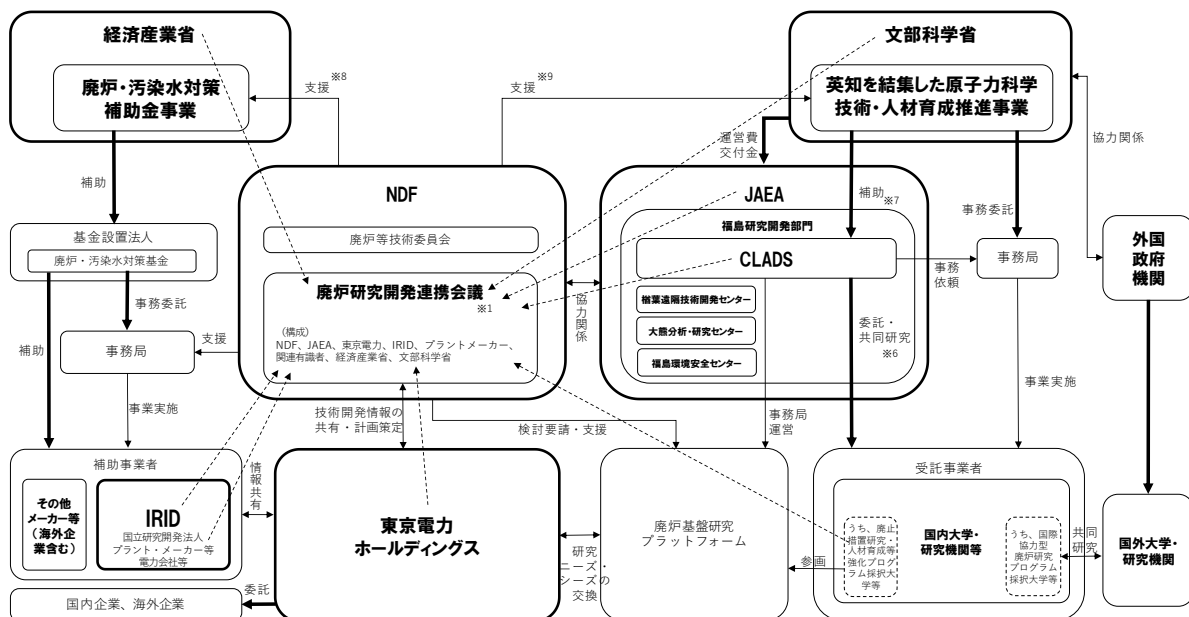 経済産業省
廃炉・汚染水対策
補助金事業
支援※8
支援※9
文部科学省
英知を結集した原子力科学
技術・人材育成推進事業
協力関係
運営費
交付金
補助
NDF
JAEA
補助※7
事務委託
基金設置法人
廃炉・汚染水対策基金
廃炉等技術委員会
福島研究開発部門
CLADS
事務
依頼
事務局
外国
政府
機関
廃炉研究開発連携会議
※1
(構成)
NDF、JAEA、東京電力、IRID、プラントメーカー、
関連有識者、経済産業省、文部科学省
協力
関係
楢葉遠隔技術開発センター
大熊分析・研究センター
福島環境安全センター
委託・
共同研究
※6
事務委託
補助
事務局
支援
事業実施
事業実施
技術開発情報の
共有・計画策定
検討要請・支援
事務局
運営
補助事業者
その他
メーカー等
(海外企
業含む)
IRID
国立研究開発法人
プラント・メーカー等
電力会社等
情報
共有
東京電力
ホールディングス
研究
ニーズ・
シーズの
交換
廃炉基盤研究
プラットフォーム
参画
受託事業者
うち、廃止
措置研究・
人材育成等
強化プログ
ラム採択大
学等
国内大学・
研究機関等
うち、国際
協力型
廃炉研究
プログラム
採択大学等
共同
研究
国外大学・
研究機関
国内企業、海外企業
委託